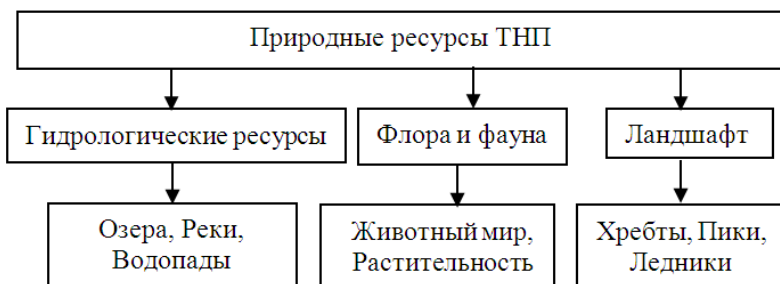 Природные ресурсы ТНП
Гидрологические ресурсы
Флора и фауна
Ландшафт
Озера, Реки,
Водопады
Животный мир,
Растительность
Хребты, Пики,
Ледники